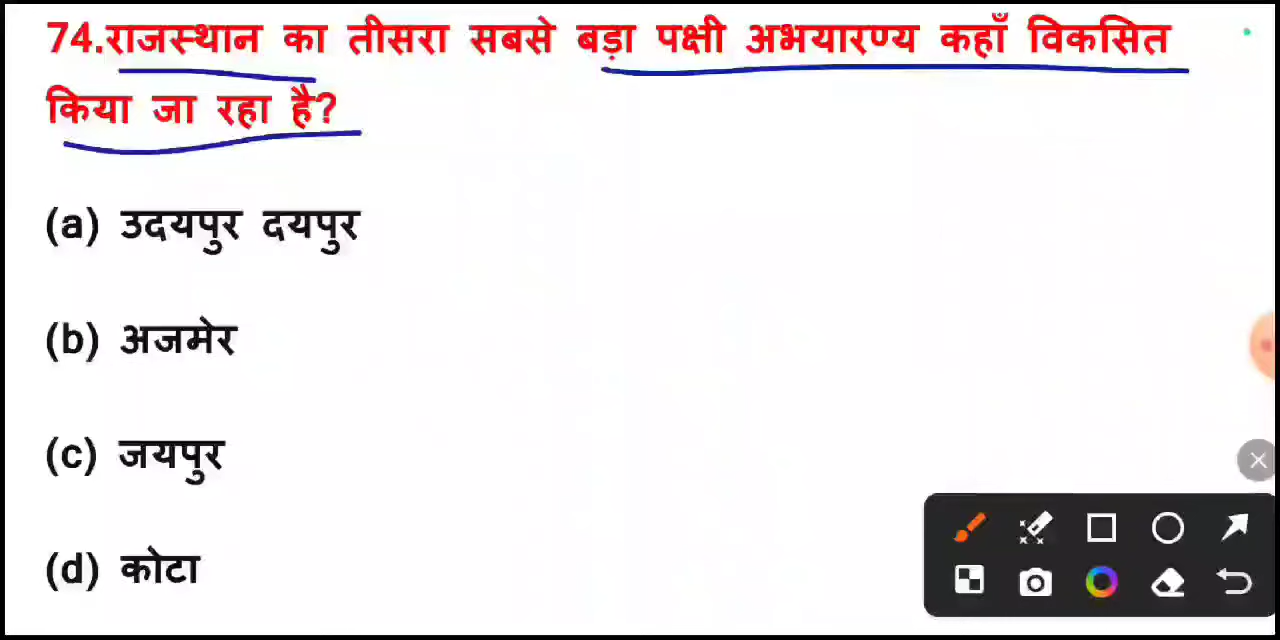 74.राजस्थान का तीसरा सबसे बड़ा पक्षी अभयारण्य कहाँ विकसित
किया जा रहा है?
(a) उदयपुर दयपुर
(b) अजमेर
(c) जयपुर
(d) कोटा